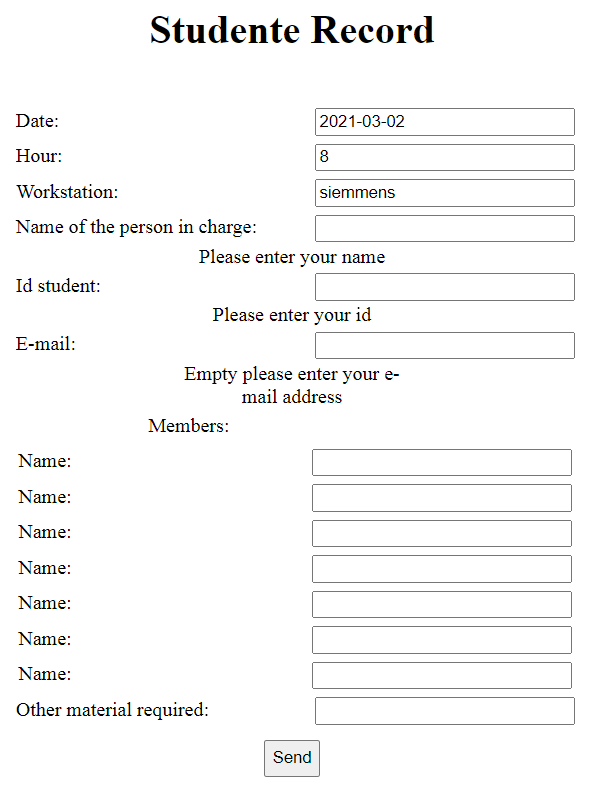 Studente Record
Date: 2021-03-02
Hour: 8
Workstation: siemmens
Name of the person in charge:
Please enter your name
Id student:
Please enter your id
E-mail:
Empty please enter your e-
mail address
Members:
Name:
Name:
Name:
Name:
Name:
Name:
Name:
Other material required:
Send